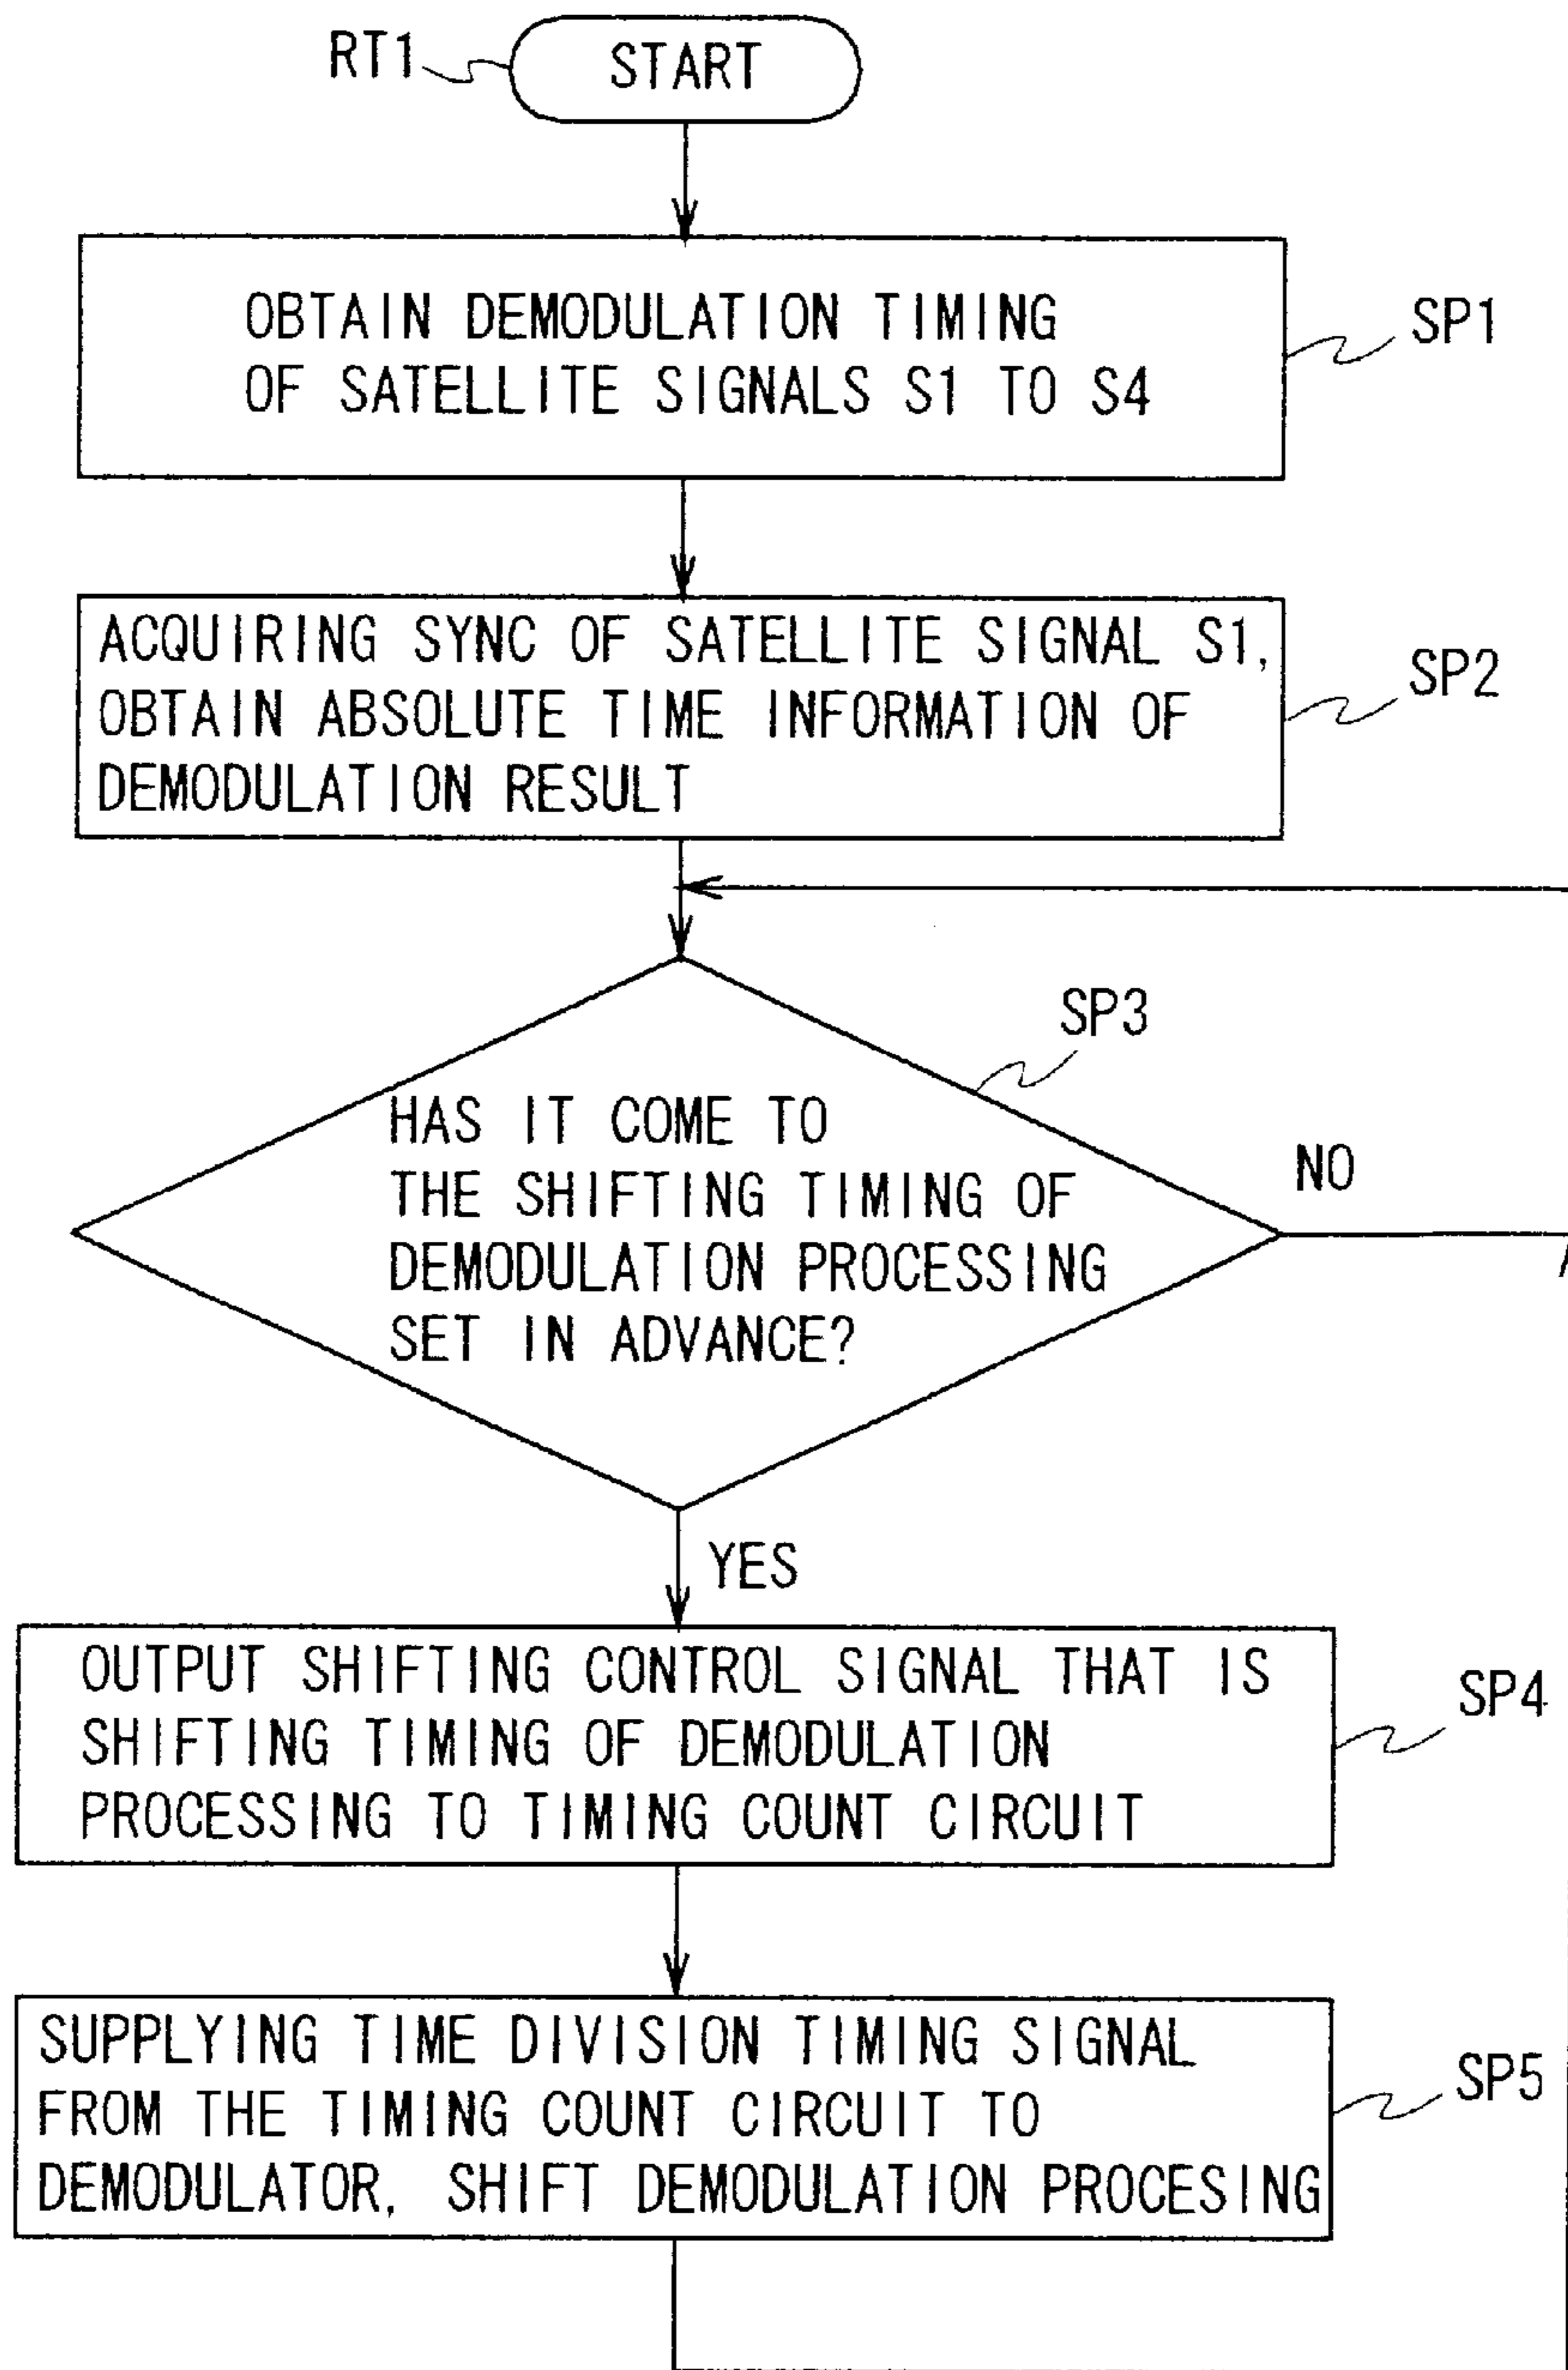 RT1
START
OBTAIN DEMODULATION TIMING
OF SATELLITE SIGNALS S1 TO S4
SP1
ACQUIRING SYNC OF SATELLITE SIGNAL S1,
OBTAIN ABSOLUTE TIME INFORMATION OF
DEMODULATION RESULT
SP2
SP3
HAS IT COME TO
THE SHIFTING TIMING OF
DEMODULATION PROCESSING
SET IN ADVANCE?
NO
YES
OUTPUT SHIFTING CONTROL SIGNAL THAT IS
SHIFTING TIMING OF DEMODULATION
PROCESSING TO TIMING COUNT CIRCUIT
SP4
SUPPLYING TIME DIVISION TIMING SIGNAL
FROM THE TIMING COUNT CIRCUIT TO
DEMODULATOR, SHIFT DEMODULATION PROCESING
SP5